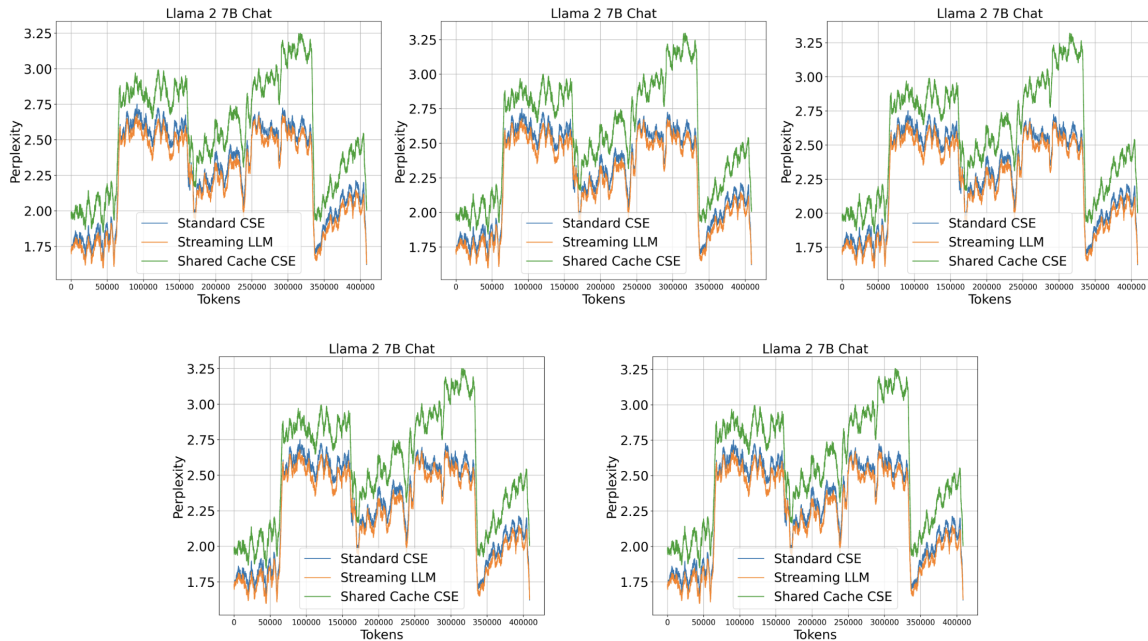 Llama 2 7B Chat
Perplexity
3.25
3.00
2.75
2.50
2.25
2.00
1.75
Standard CSE
Streaming LLM
Shared Cache CSE
0 50000 100000 150000 200000 250000 300000 350000 400000
Tokens
Llama 2 7B Chat
Perplexity
3.25
3.00
2.75
2.50
2.25
2.00
1.75
Standard CSE
Streaming LLM
Shared Cache CSE
0 50000 100000 150000 200000 250000 300000 350000 400000
Tokens
Llama 2 7B Chat
Perplexity
3.25
3.00
2.75
2.50
2.25
2.00
1.75
Standard CSE
Streaming LLM
Shared Cache CSE
0 50000 100000 150000 200000 250000 300000 350000 400000
Tokens
Llama 2 7B Chat
Perplexity
3.25
3.00
2.75
2.50
2.25
2.00
1.75
Standard CSE
Streaming LLM
Shared Cache CSE
0 50000 100000 150000 200000 250000 300000 350000 400000
Tokens
Llama 2 7B Chat
Perplexity
3.25
3.00
2.75
2.50
2.25
2.00
1.75
Standard CSE
Streaming LLM
Shared Cache CSE
0 50000 100000 150000 200000 250000 300000 350000 400000
Tokens